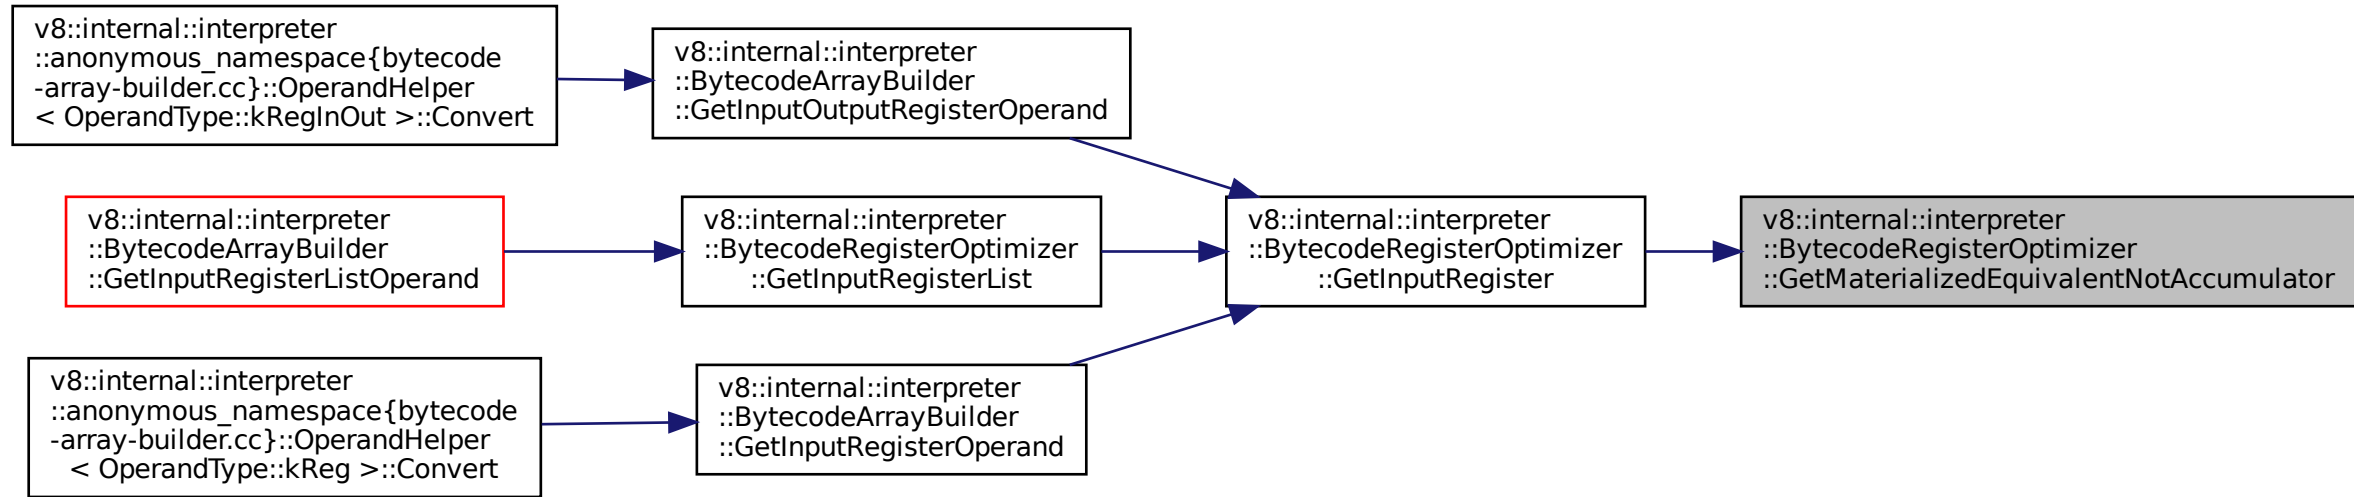 v8::internal::interpreter
::anonymous_namespace{bytecode
-array-builder.cc}::OperandHelper
< OperandType::kRegInOut >::Convert
v8::internal::interpreter
::BytecodeArrayBuilder
::GetInputOutputRegisterOperand
v8::internal::interpreter
::BytecodeArrayBuilder
::GetInputRegisterListOperand
v8::internal::interpreter
::BytecodeRegisterOptimizer
::GetInputRegisterList
v8::internal::interpreter
::BytecodeRegisterOptimizer
::GetInputRegister
v8::internal::interpreter
::BytecodeRegisterOptimizer
::GetMaterializedEquivalentNotAccumulator
v8::internal::interpreter
::anonymous_namespace{bytecode
-array-builder.cc}::OperandHelper
< OperandType::kReg >::Convert
v8::internal::interpreter
::BytecodeArrayBuilder
::GetInputRegisterOperand